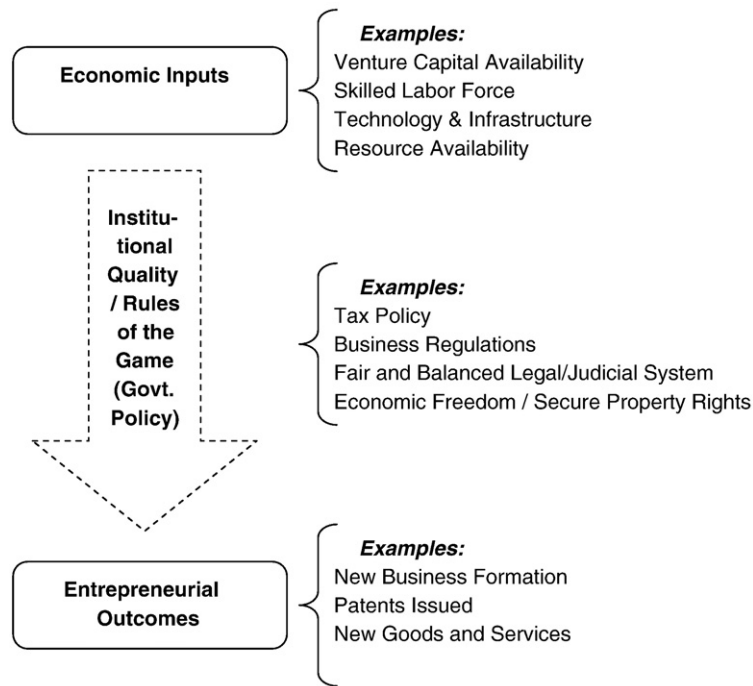 Economic Inputs
Examples:
Venture Capital Availability
Skilled Labor Force
Technology & Infrastructure
Resource Availability
Institu-
tional
Quality
/ Rules
of the
Game
(Govt.
Policy)
Examples:
Tax Policy
Business Regulations
Fair and Balanced Legal/Judicial System
Economic Freedom / Secure Property Rights
Entrepreneurial
Outcomes
Examples:
New Business Formation
Patents Issued
New Goods and Services